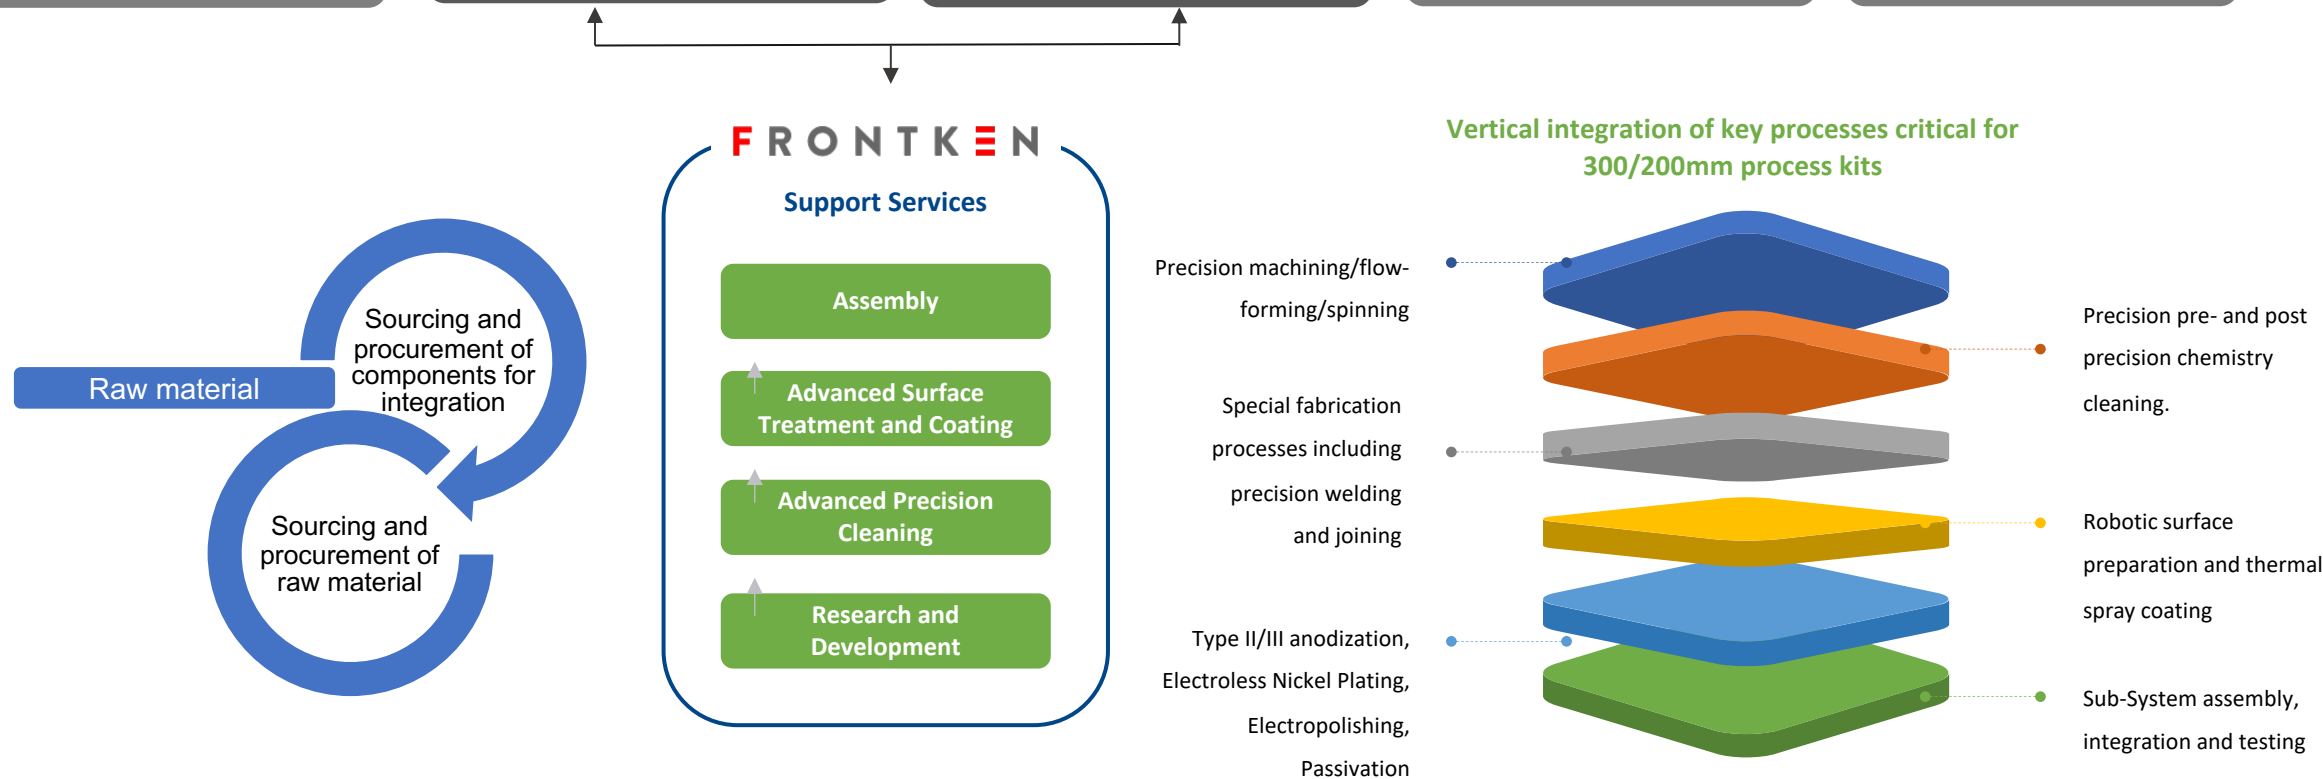 FRONTKEN
Support Services
Assembly
Advanced Surface
Treatment and Coating
Advanced Precision
Cleaning
Research and
Development
Raw material
Sourcing and
procurement of
components for
integration
Sourcing and
procurement of
raw material
Vertical integration of key processes critical for
300/200mm process kits
Precision machining/flow-
forming/spinning
Special fabrication
processes including
precision welding
and joining
Type II/III anodization,
Electroless Nickel Plating,
Electropolishing,
Passivation
Precision pre- and post
precision chemistry
cleaning.
Robotic surface
preparation and thermal
spray coating
Sub-System assembly,
integration and testing